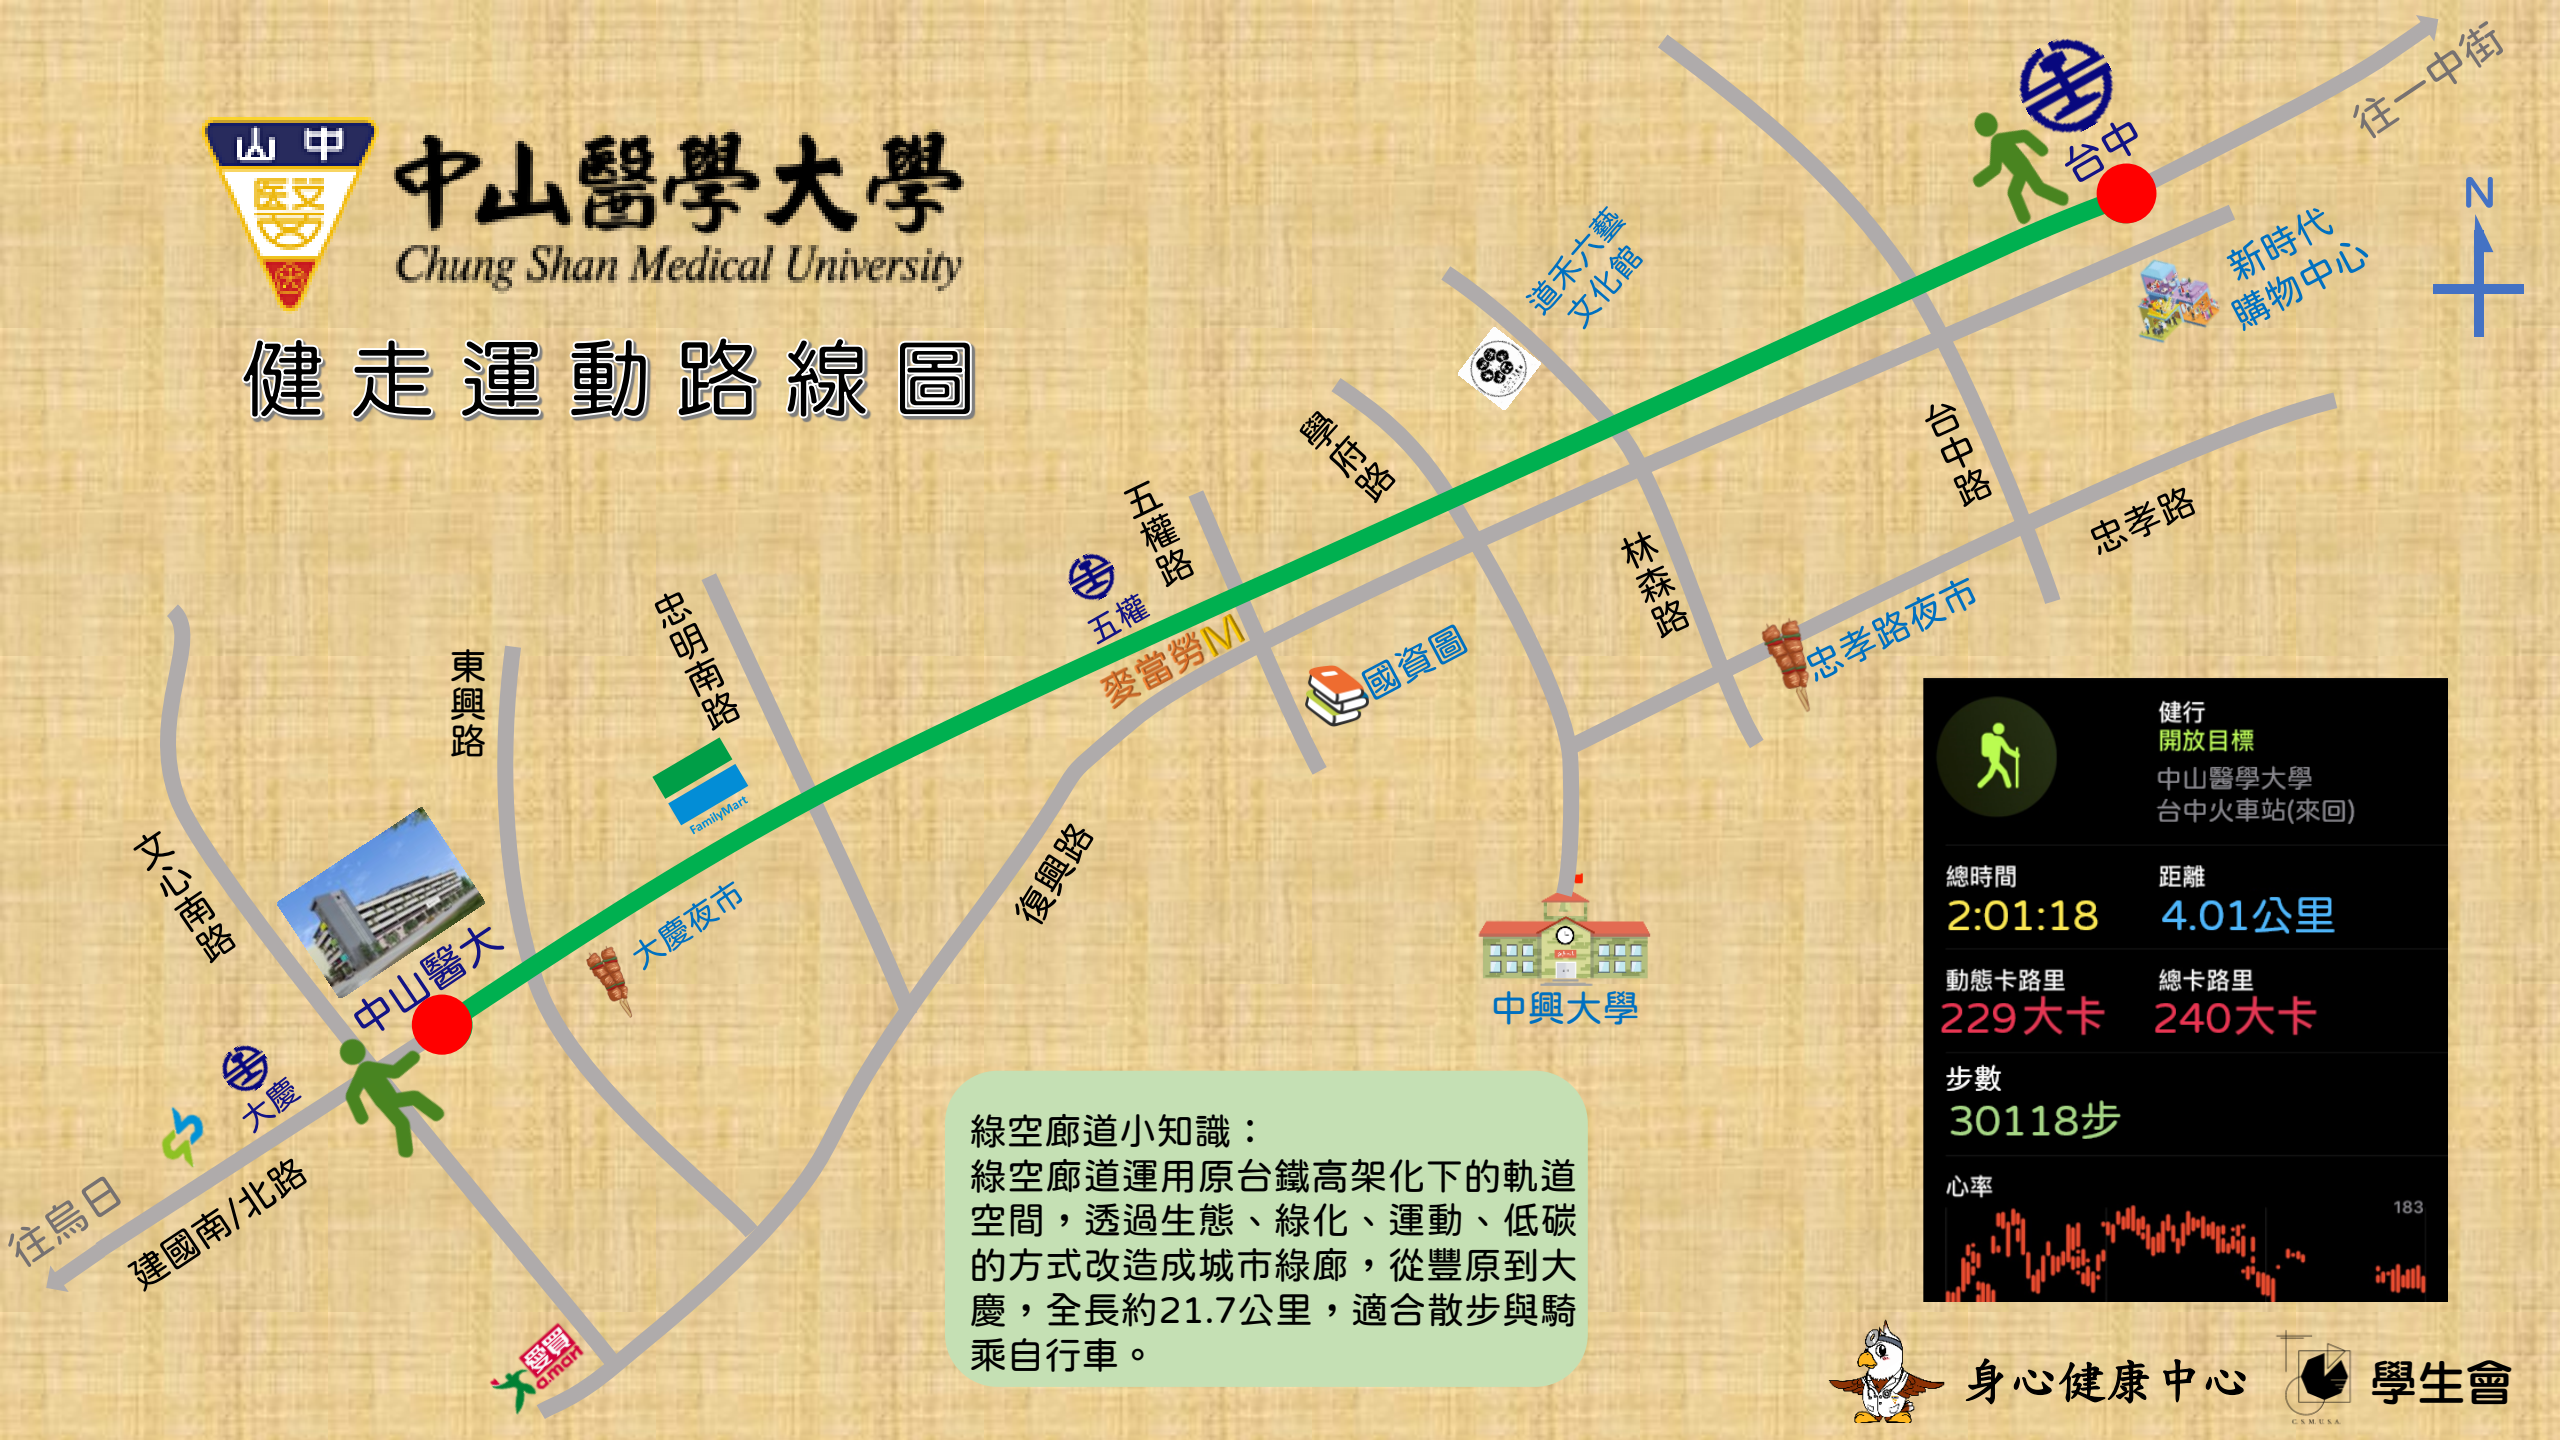 山 中
医
中山醫學大學
Chung Shan Medical University
健走運動路線圖
往一中街
台中
N
新時代
購物中心
道禾六藝
文化館
學府路
五權路
五權
麥當勞
國資圖
林森路
台中路
忠孝路
忠孝路夜市
忠明南路
東興路
文心南路
FamilyMart
大慶夜市
中山醫大
大慶
往烏日
建國南/北路
復興路
中興大學
愛買
a.mart
綠空廊道小知識：
綠空廊道運用原台鐵高架化下的軌道
空間，透過生態、綠化、運動、低碳
的方式改造成城市綠廊，從豐原到大
慶，全長約21.7公里，適合散步與騎
乘自行車。
健行
開放目標
中山醫學大學
台中火車站(來回)
總時間 距離
2:01:18 4.01公里
動態卡路里 總卡路里
229大卡 240大卡
步數
30118步
心率
183
身心健康中心
C.S.M.U.S.A.
學生會